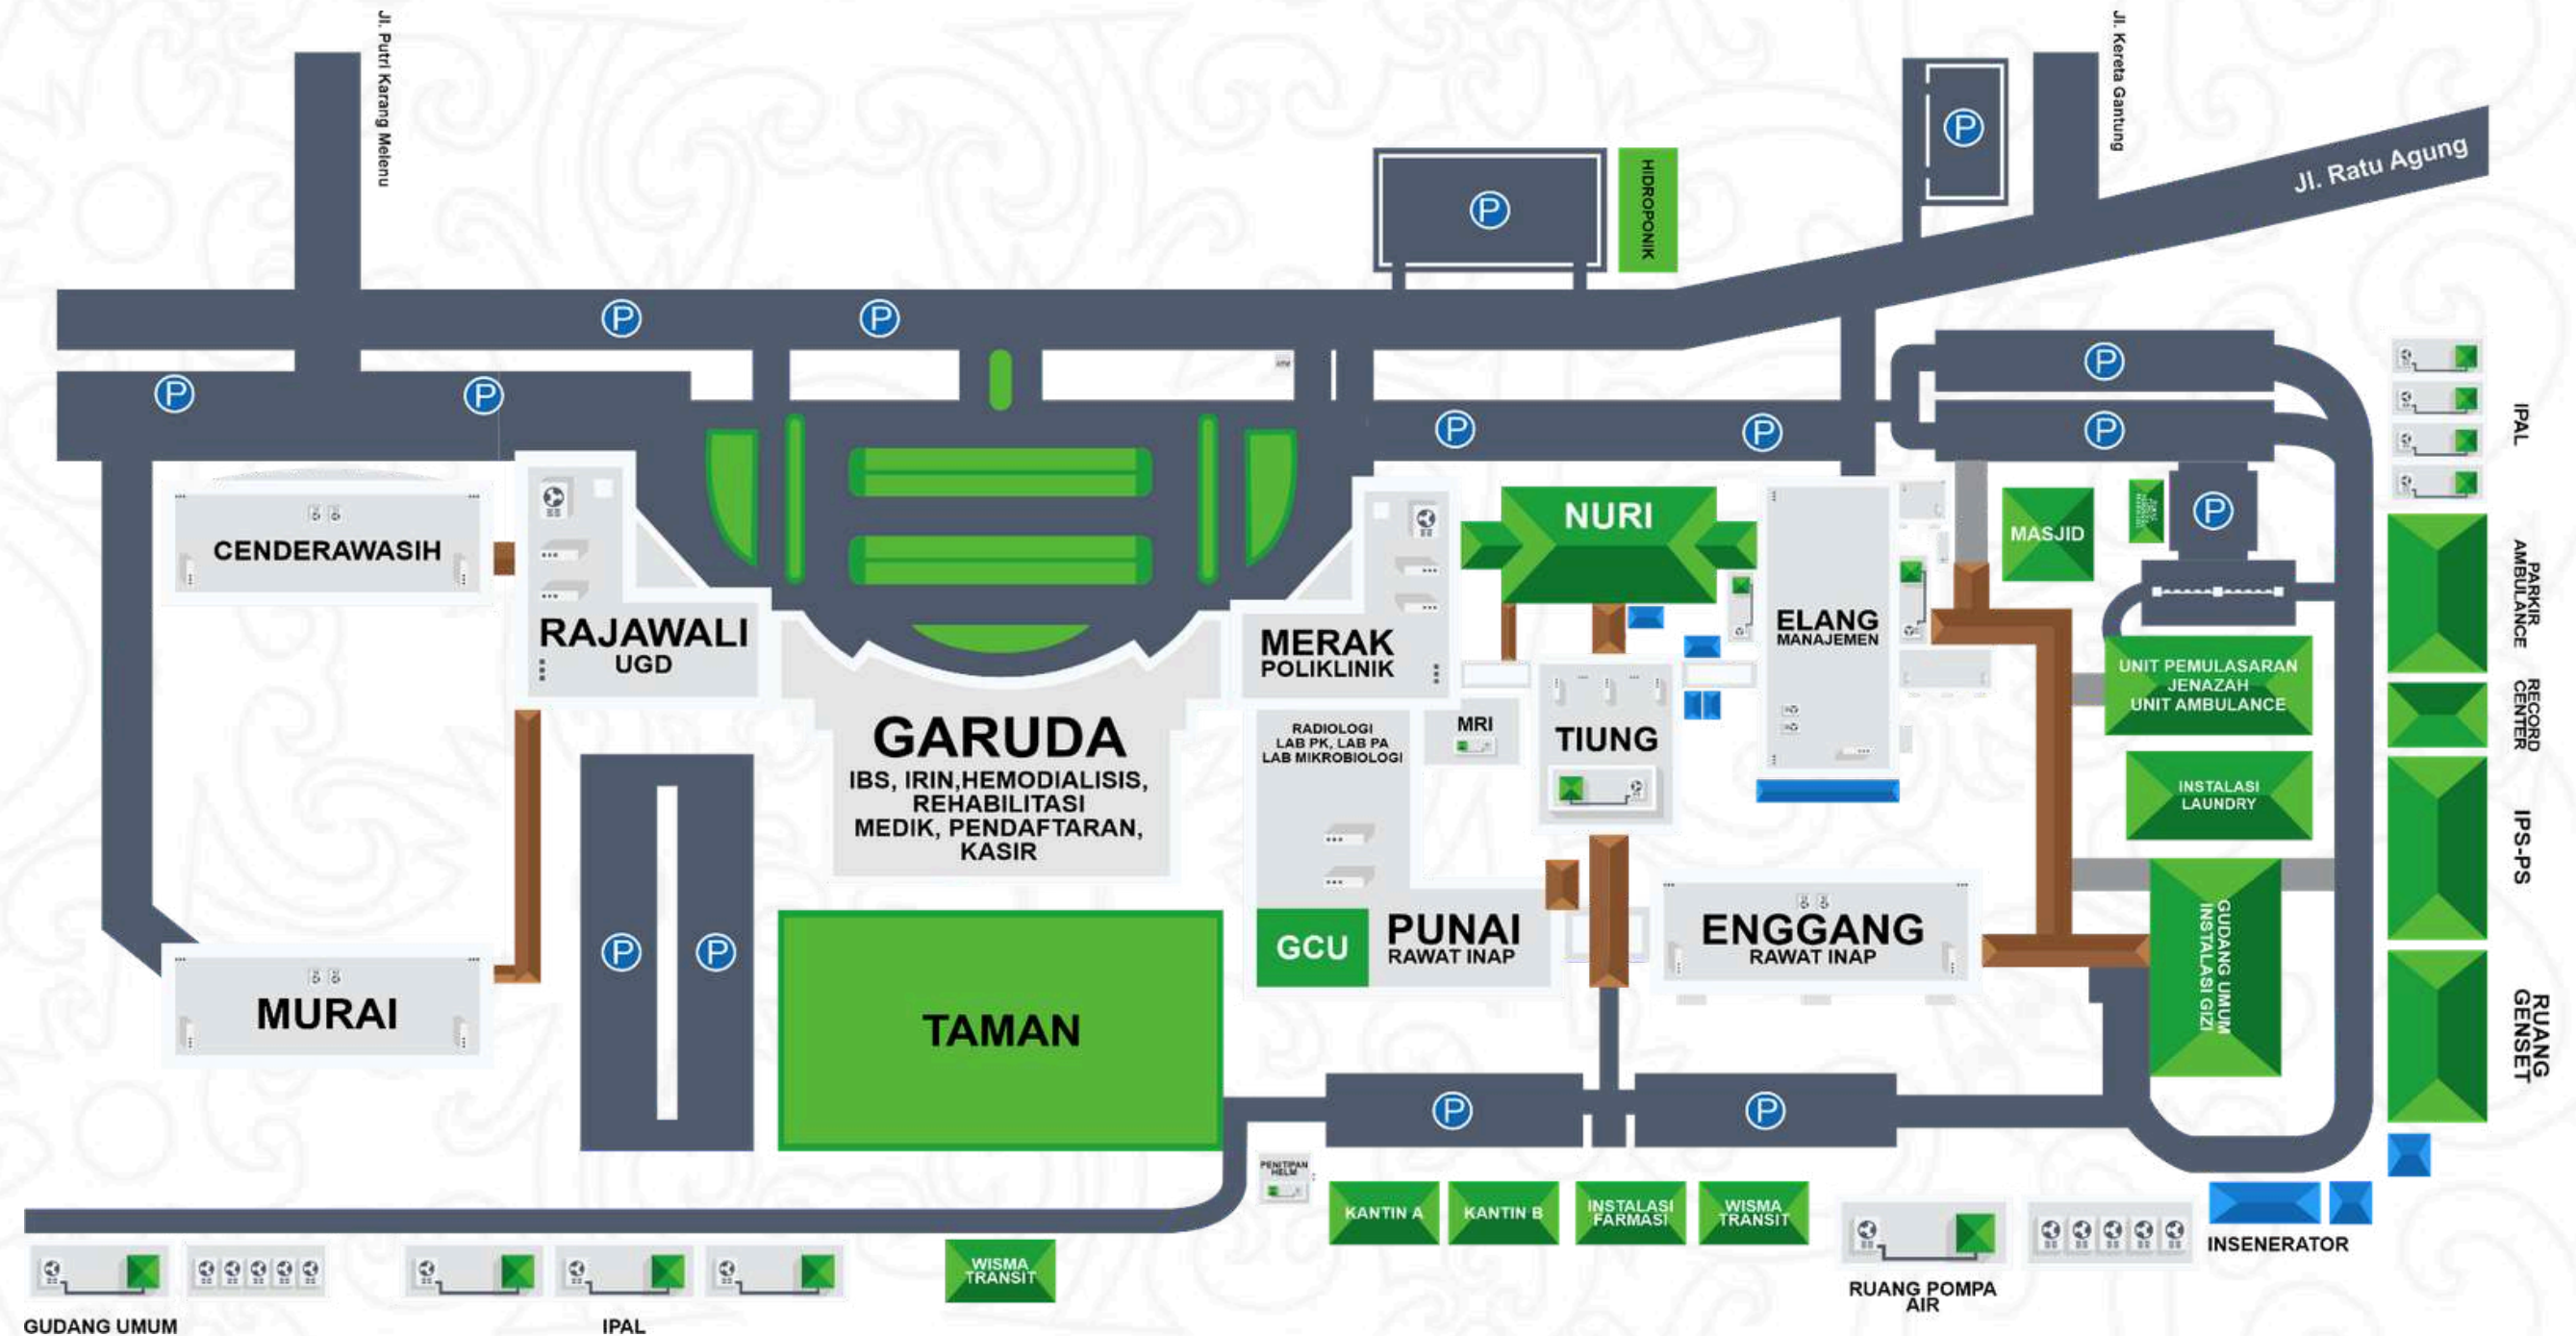 Jl. Putri Karang Melenu
Jl. Kereta Gantung
Jl. Ratu Agung
P
P
HIDROPONIK
P
P
P
P
P
P
P
P
P
IPAL
CENDERAWASIH
RAJAWALI
UGD
MERAK
POLIKLINIK
NURI
ELANG
MANAJEMEN
MASJID
P
PARKIR
AMBULANCE
UNIT PEMULASARAN
JENAZAH
UNIT AMBULANCE
RECORD
CENTER
GARUDA
IBS, IRIN,HEMODIALISIS,
REHABILITASI
MEDIK, PENDAFTARAN,
KASIR
RADIOLOGI
LAB PK, LAB PA
LAB MIKROBIOLOGI
MRI
TIUNG
INSTALASI
LAUNDRY
IPS-PS
GCU
PUNAI
RAWAT INAP
ENGGANG
RAWAT INAP
GUDANG UMUM
INSTALASI GIZI
RUANG
GENSET
MURAI
P
P
TAMAN
P
P
PENITIPAN
HELM
KANTIN A
KANTIN B
INSTALASI
FARMASI
WISMA
TRANSIT
RUANG POMPA
AIR
INSENERATOR
WISMA
TRANSIT
GUDANG UMUM
IPAL